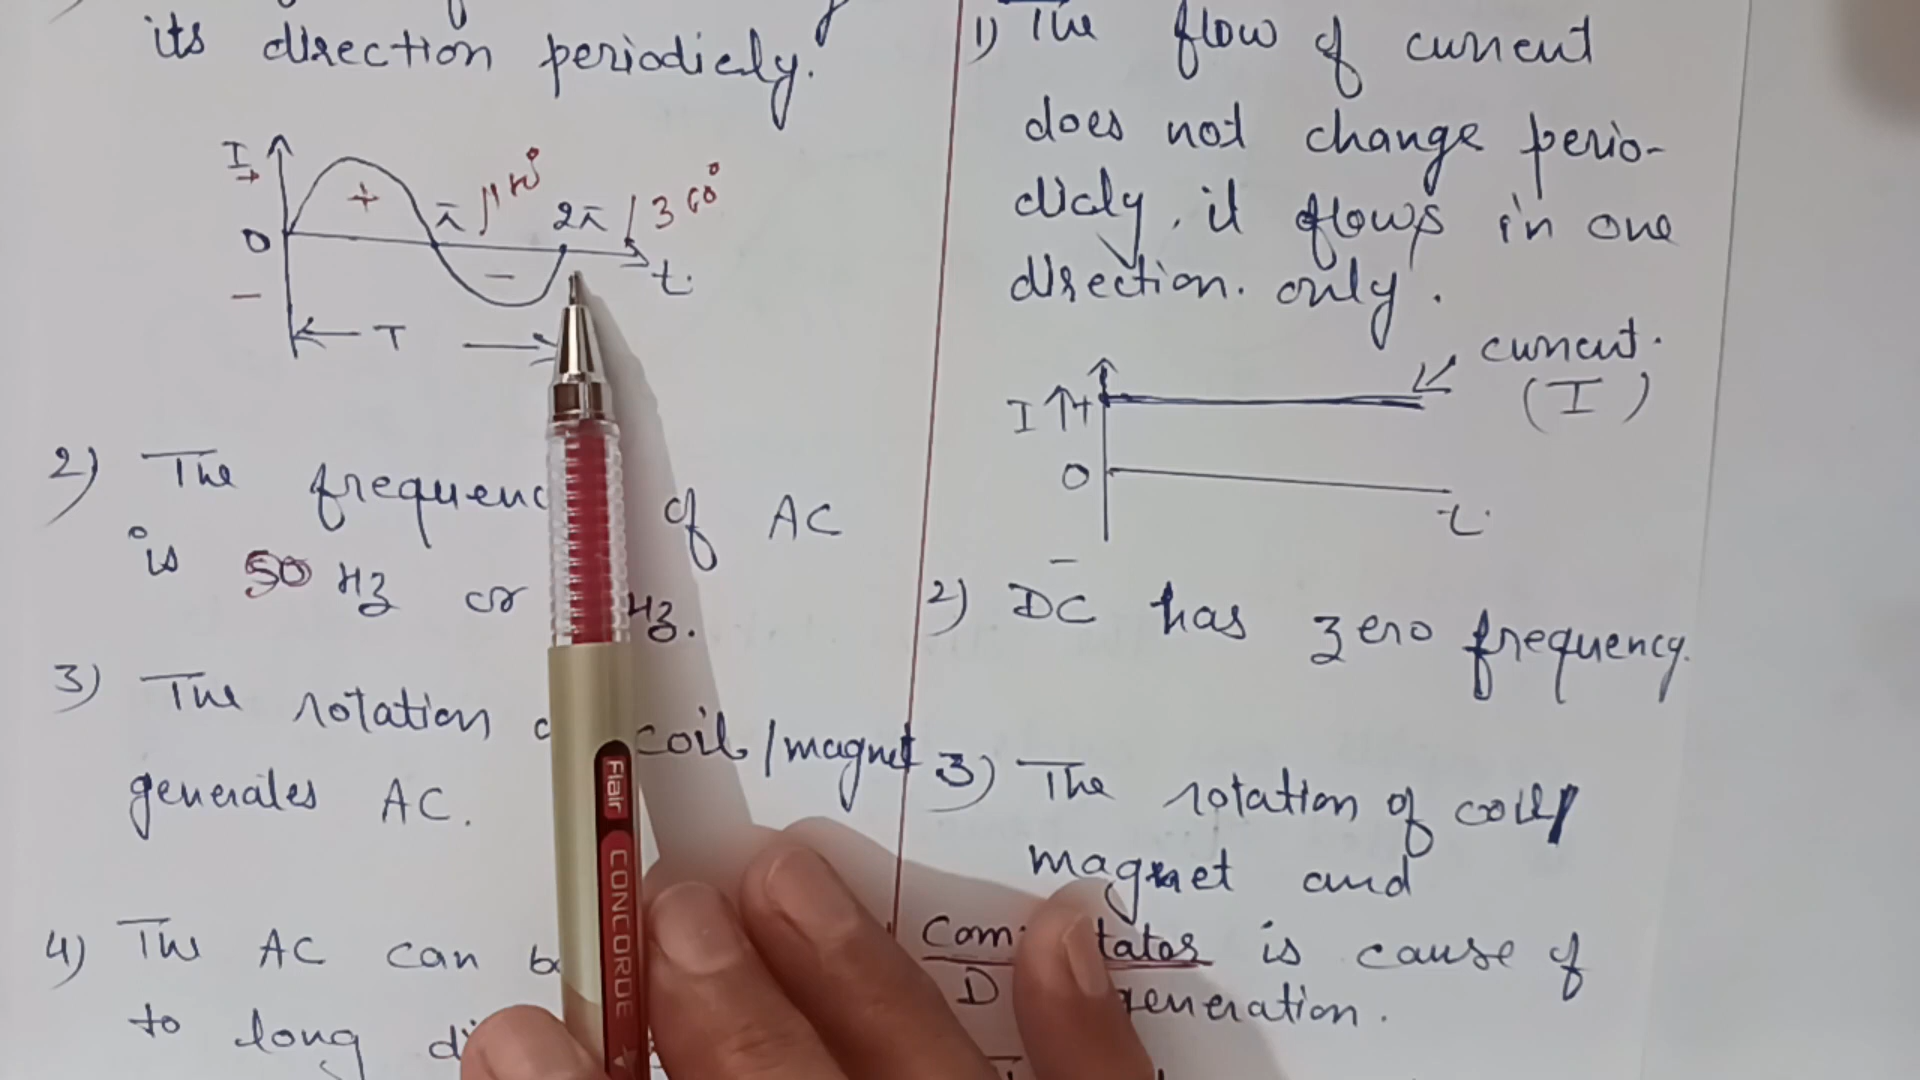 its direction periodicly.
I
+
π / 180°
2π / 360°
0
-
-
t.
T
2) The frequenc of AC
is 50 Hz or Hz.
3) The rotation coil/magnet
generates AC.
4) The AC can b
to long di
1) The flow of current
does not change perio-
dicly, it flows in one
direction. only.
current.
(I)
I ↑ +
0
t.
-
2) DC has zero frequency.
3) The rotation of coil/
magnet and
Com tator is cause of
D generation.
Flair CONCORDE